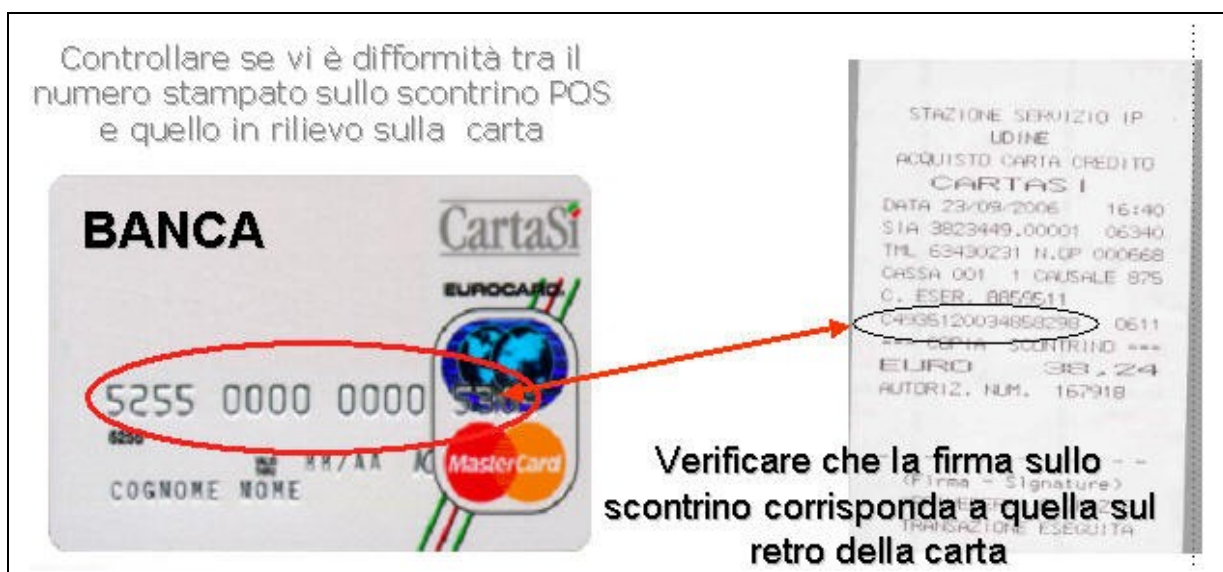 Controllare se vi è difformità tra il
numero stampato sullo scontrino POS
e quello in rilievo sulla carta
BANCA
CartaSì
EUROCARD
5255 0000 0000
5255
MM/AA
MasterCard
COGNOME NOME
STAZIONE SERVIZIO IP
UDINE
ACQUISTO CARTA CREDITO
CARTASI
DATA 23/09/2006 16:40
SIA 3823449.00001 06340
TML 63430231 N.OP 000668
CASSA 001 1 CAUSALE 875
C. ESER. 8859511
C4935120034858298 0611
*** COPIA SCONTRINO ***
EURO 38,24
AUTORIZ. NUM. 167918
(Firma - Signature)
TRANSAZIONE ESEGUITA
Verificare che la firma sullo
scontrino corrisponda a quella sul
retro della carta